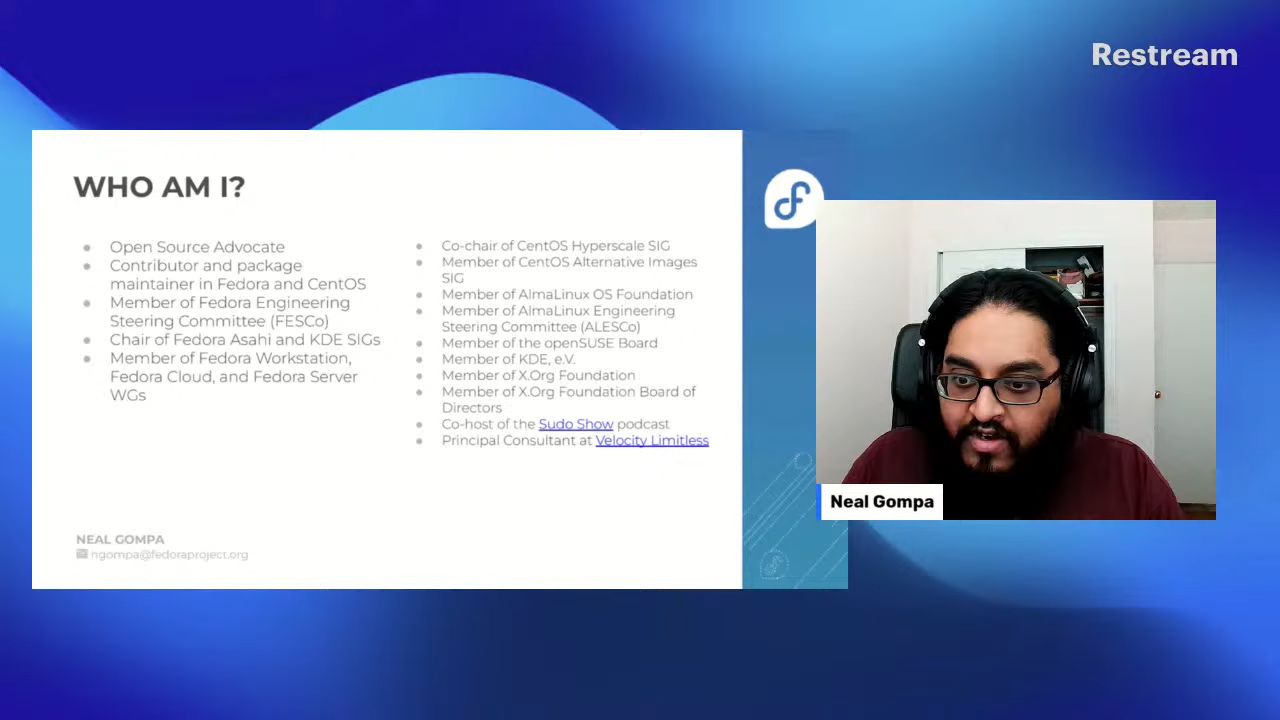 Restream
WHO AM I?
Open Source Advocate
Contributor and package
maintainer in Fedora and CentOS
Member of Fedora Engineering
Steering Committee (FESCo)
Chair of Fedora Asahi and KDE SIGs
Member of Fedora Workstation,
Fedora Cloud, and Fedora Server
WGs
Co-chair of CentOS Hyperscale SIG
Member of CentOS Alternative Images
SIG
Member of AlmaLinux OS Foundation
Member of AlmaLinux Engineering
Steering Committee (ALESCo)
Member of the openSUSE Board
Member of KDE, e.V.
Member of X.Org Foundation
Member of X.Org Foundation Board of
Directors
Co-host of the Sudo Show podcast
Principal Consultant at Velocity Limitless
NEAL GOMPA
ngompa@fedoraproject.org
Neal Gompa